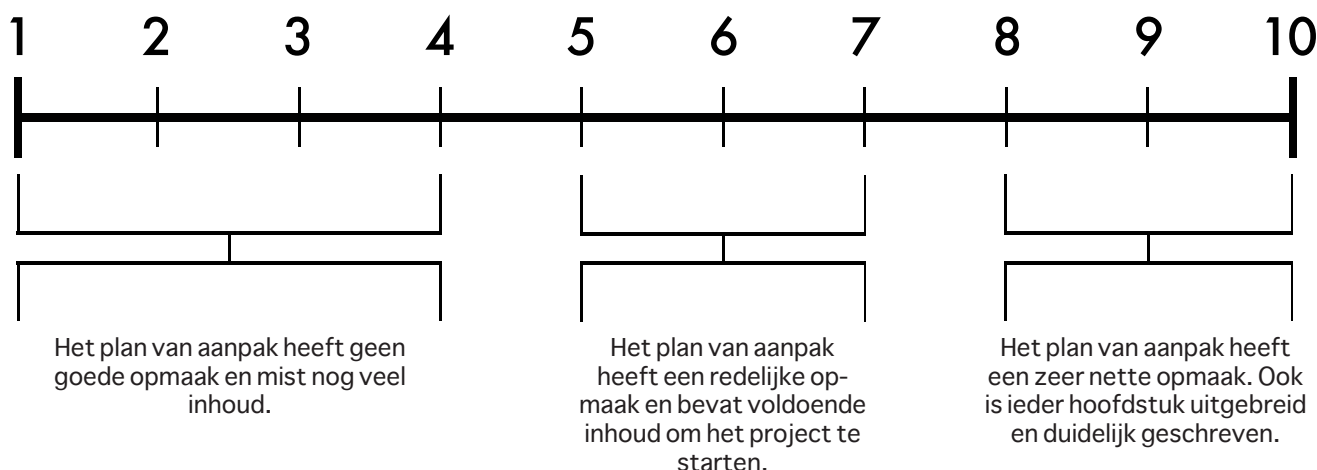 1 2 3 4 5 6 7 8 9 10
Het plan van aanpak heeft geen
goede opmaak en mist nog veel
inhoud.
Het plan van aanpak
heeft een redelijke op-
maak en bevat voldoende
inhoud om het project te
starten.
Het plan van aanpak heeft
een zeer nette opmaak. Ook
is ieder hoofdstuk uitgebreid
en duidelijk geschreven.